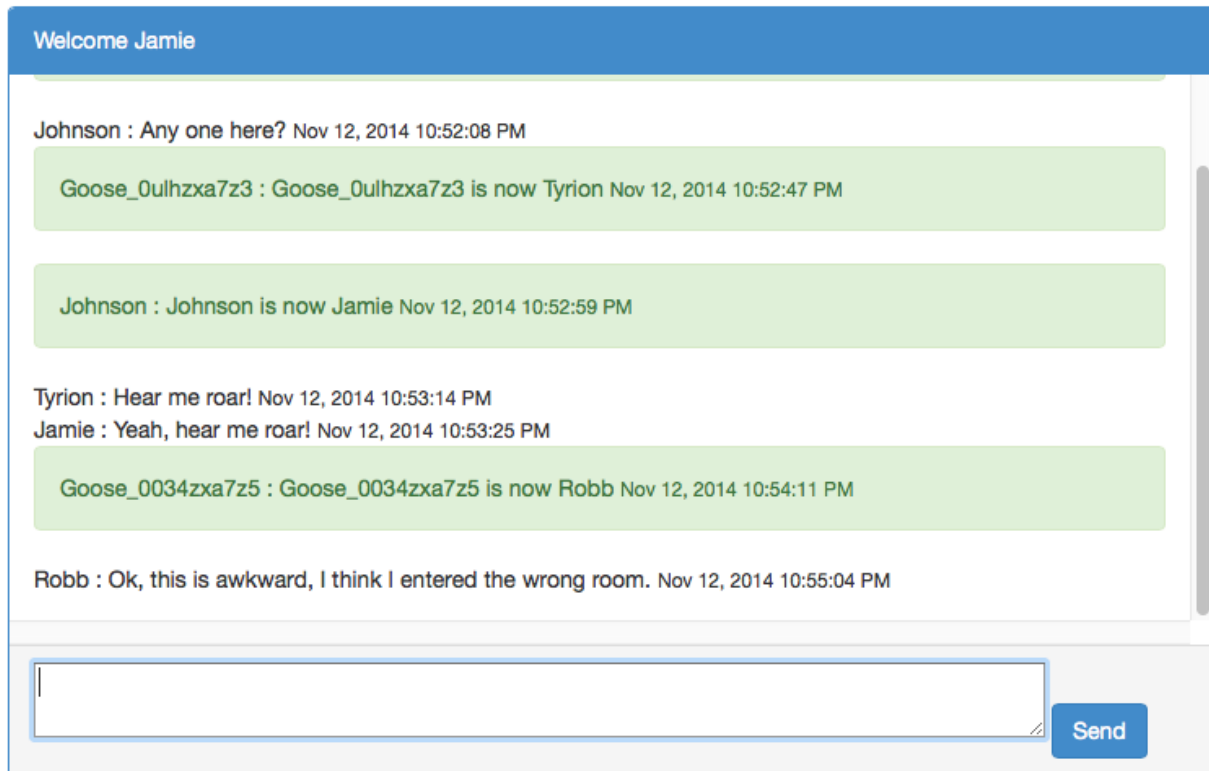 Welcome Jamie
Johnson : Any one here? Nov 12, 2014 10:52:08 PM
Goose_0ulhzxa7z3 : Goose_0ulhzxa7z3 is now Tyrion Nov 12, 2014 10:52:47 PM
Johnson : Johnson is now Jamie Nov 12, 2014 10:52:59 PM
Tyrion : Hear me roar! Nov 12, 2014 10:53:14 PM
Jamie : Yeah, hear me roar! Nov 12, 2014 10:53:25 PM
Goose_0034zxa7z5 : Goose_0034zxa7z5 is now Robb Nov 12, 2014 10:54:11 PM
Robb : Ok, this is awkward, I think I entered the wrong room. Nov 12, 2014 10:55:04 PM
Send